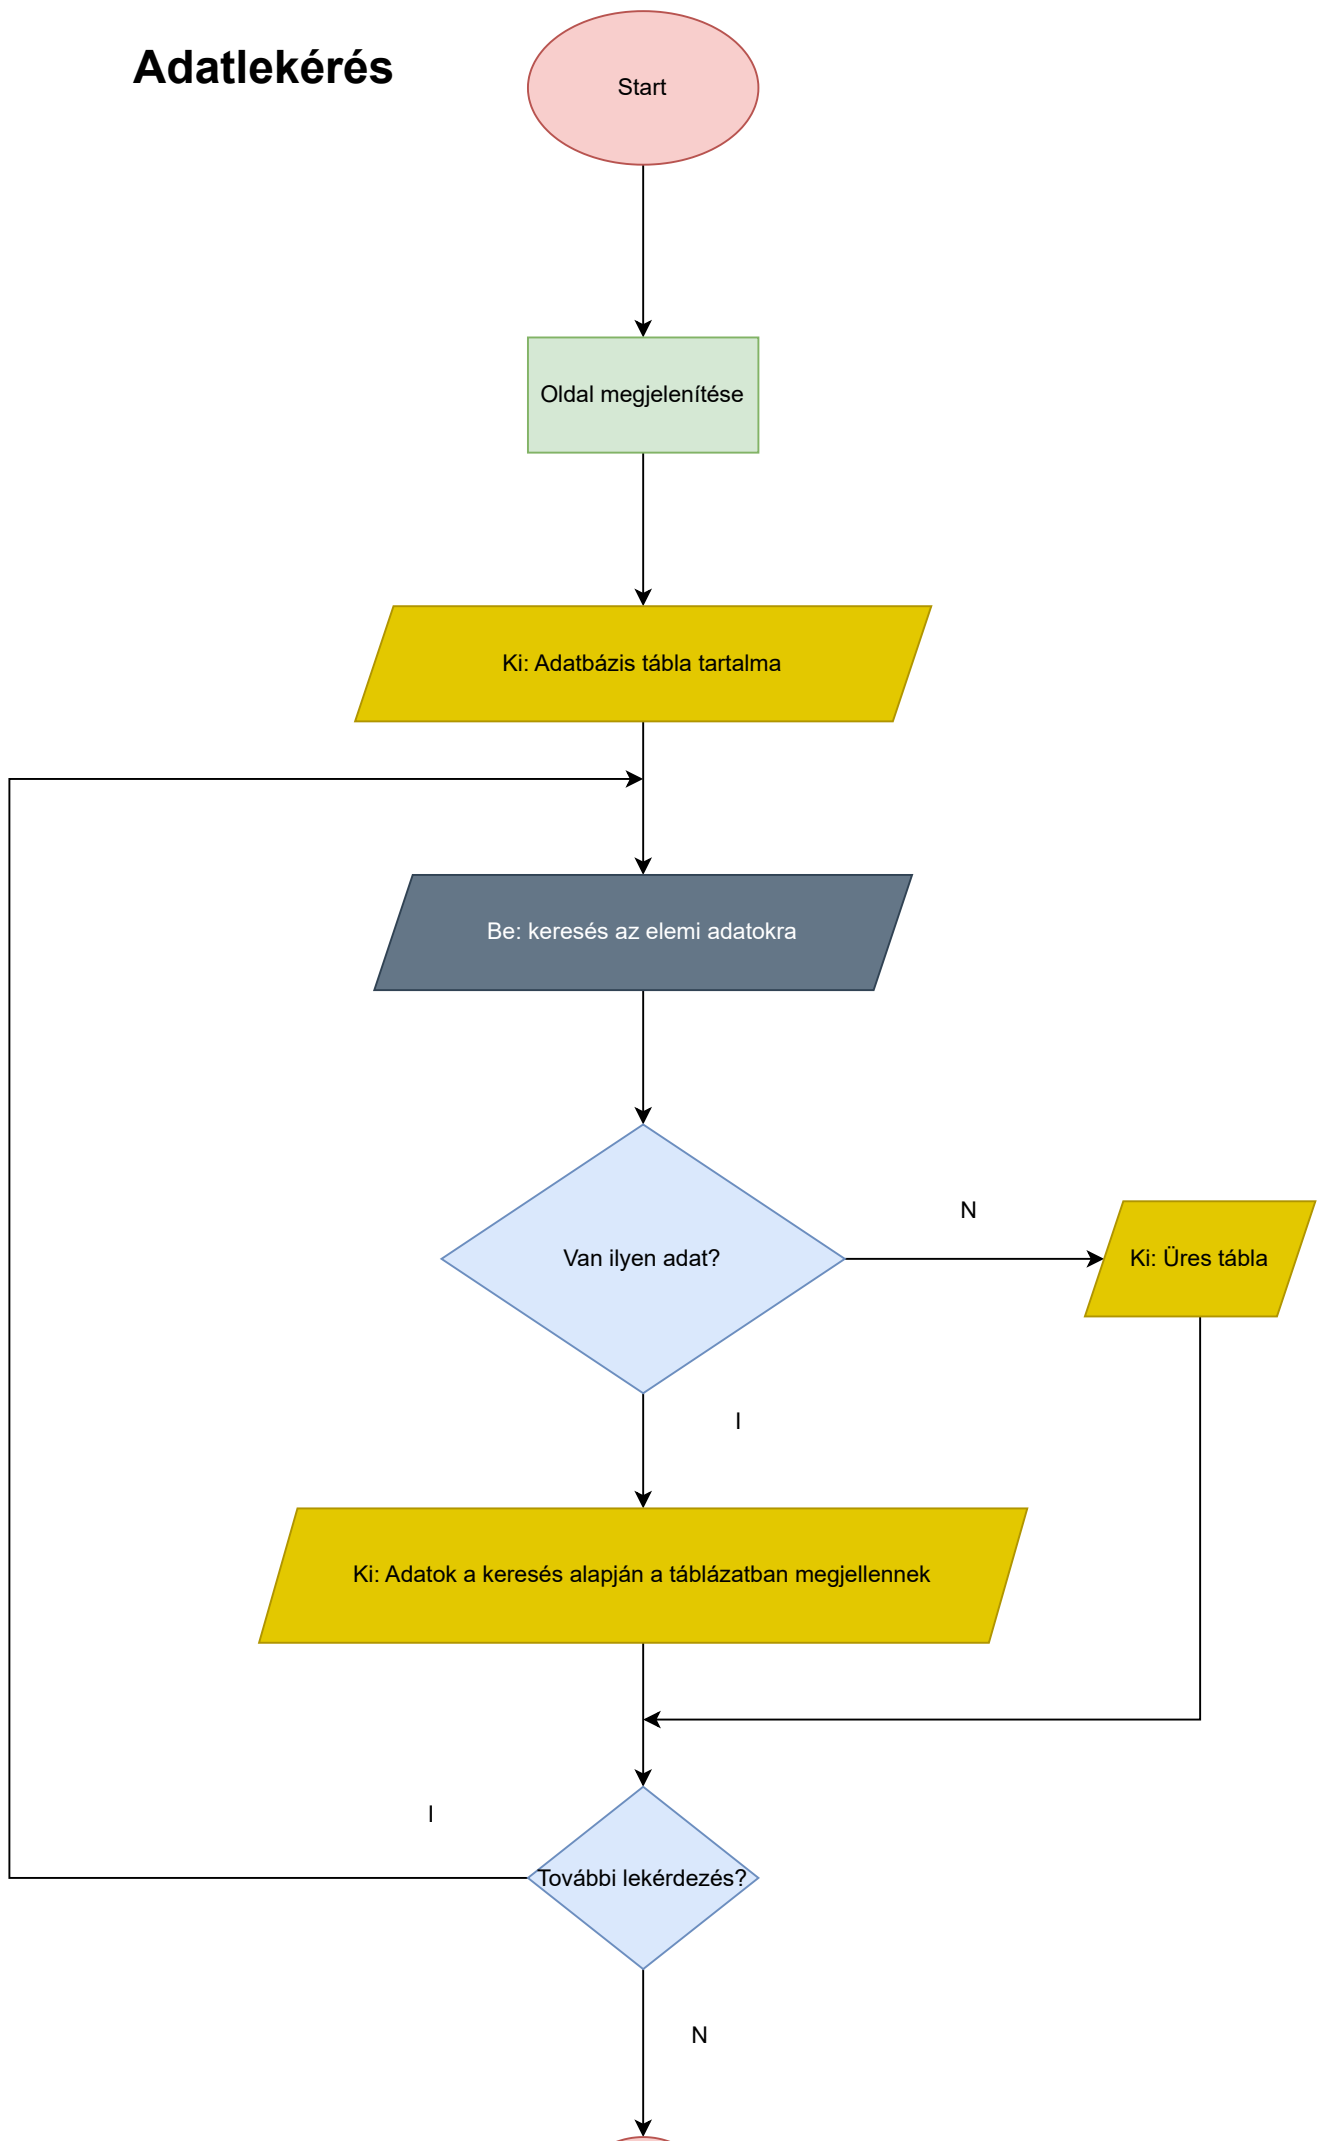 Adatlekérés
Start
Oldal megjelenítése
Ki: Adatbázis tábla tartalma
Be: keresés az elemi adatokra
Van ilyen adat?
N
Ki: Üres tábla
I
Ki: Adatok a keresés alapján a táblázatban megjellennek
I
További lekérdezés?
N